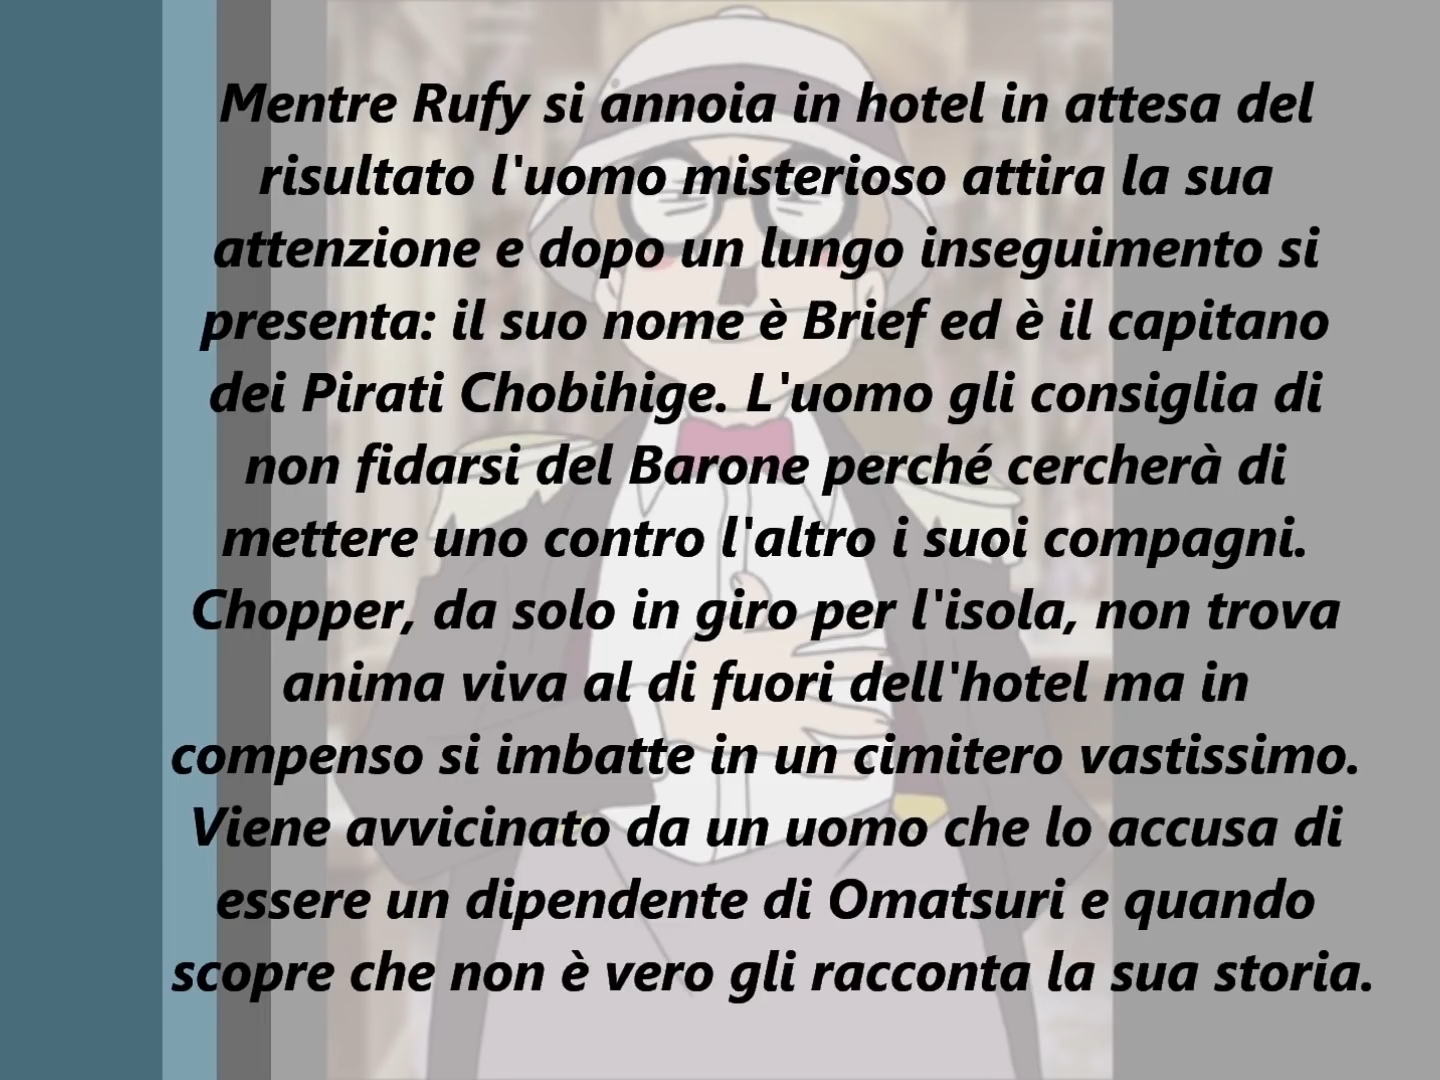 Mentre Rufy si annoia in hotel in attesa del
risultato l'uomo misterioso attira la sua
attenzione e dopo un lungo inseguimento si
presenta: il suo nome è Brief ed è il capitano
dei Pirati Chobihige. L'uomo gli consiglia di
non fidarsi del Barone perché cercherà di
mettere uno contro l'altro i suoi compagni.
Chopper, da solo in giro per l'isola, non trova
anima viva al di fuori dell'hotel ma in
compenso si imbatte in un cimitero vastissimo.
Viene avvicinato da un uomo che lo accusa di
essere un dipendente di Omatsuri e quando
scopre che non è vero gli racconta la sua storia.